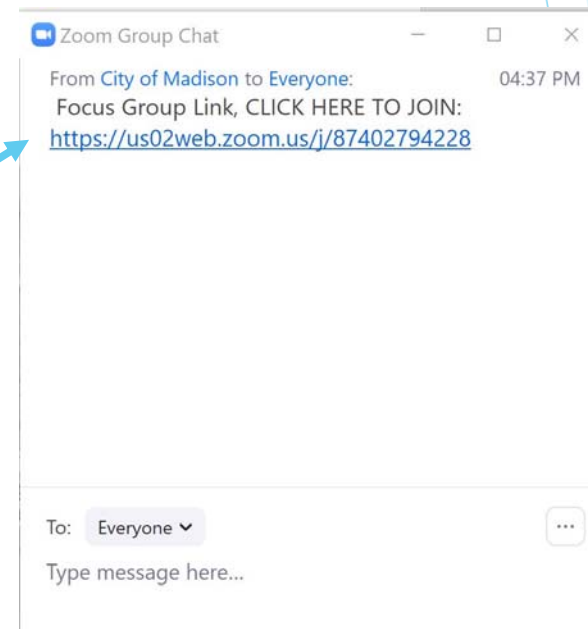 Zoom Group Chat
From City of Madison to Everyone: 04:37 PM
Focus Group Link, CLICK HERE TO JOIN:
https://us02web.zoom.us/j/87402794228
To: Everyone
Type message here...